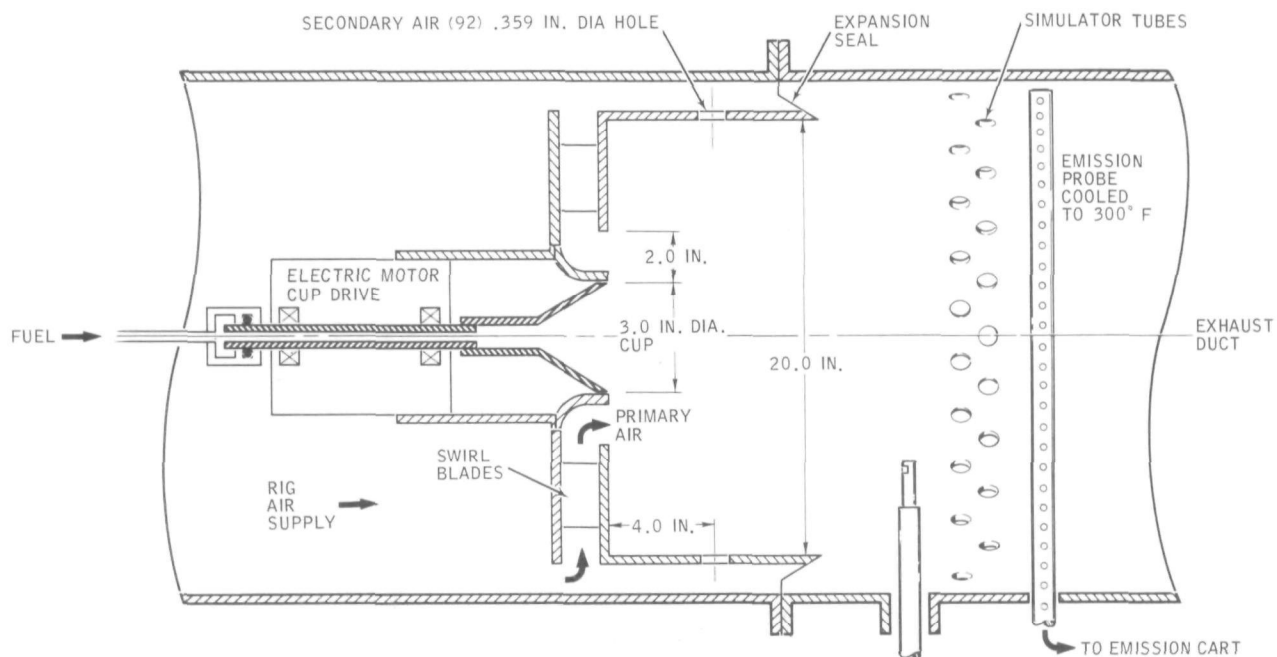 SECONDARY AIR (92) .359 IN. DIA HOLE
EXPANSION
SEAL
SIMULATOR TUBES
EMISSION
PROBE
COOLED
TO 300° F
2.0 IN.
ELECTRIC MOTOR
CUP DRIVE
FUEL
3.0 IN. DIA.
CUP
20.0 IN.
EXHAUST
DUCT
PRIMARY
AIR
SWIRL
BLADES
RIG
AIR
SUPPLY
4.0 IN.
TO EMISSION CART